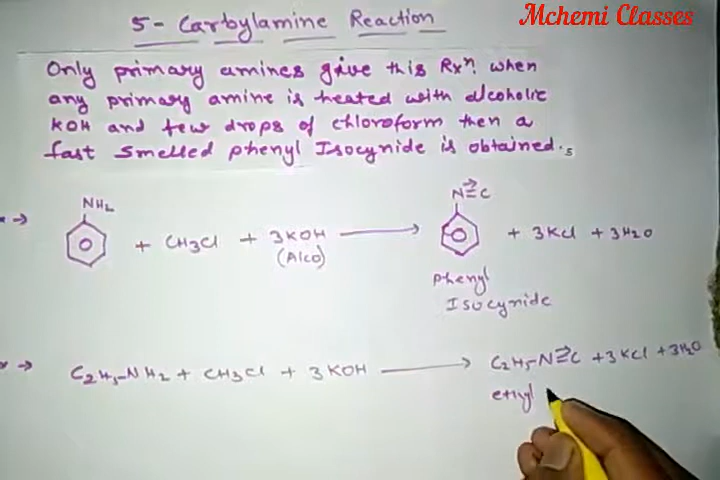 Mchemi Classes
5- Carbylamine Reaction
Only primary amines give this Rxⁿ. when
any primary amine is heated with alcoholic
KOH and few drops of chloroform then a
fast smelled phenyl Isocynide is obtained.
NH₂ N≡C
* → + CH3Cl + 3KOH → + 3KCl + 3H2O
(Alco)
Phenyl
Isocynide
* → C2H5-NH2 + CH3Cl + 3KOH → C2H5-N≡C + 3KCl + 3H2O
ethyl